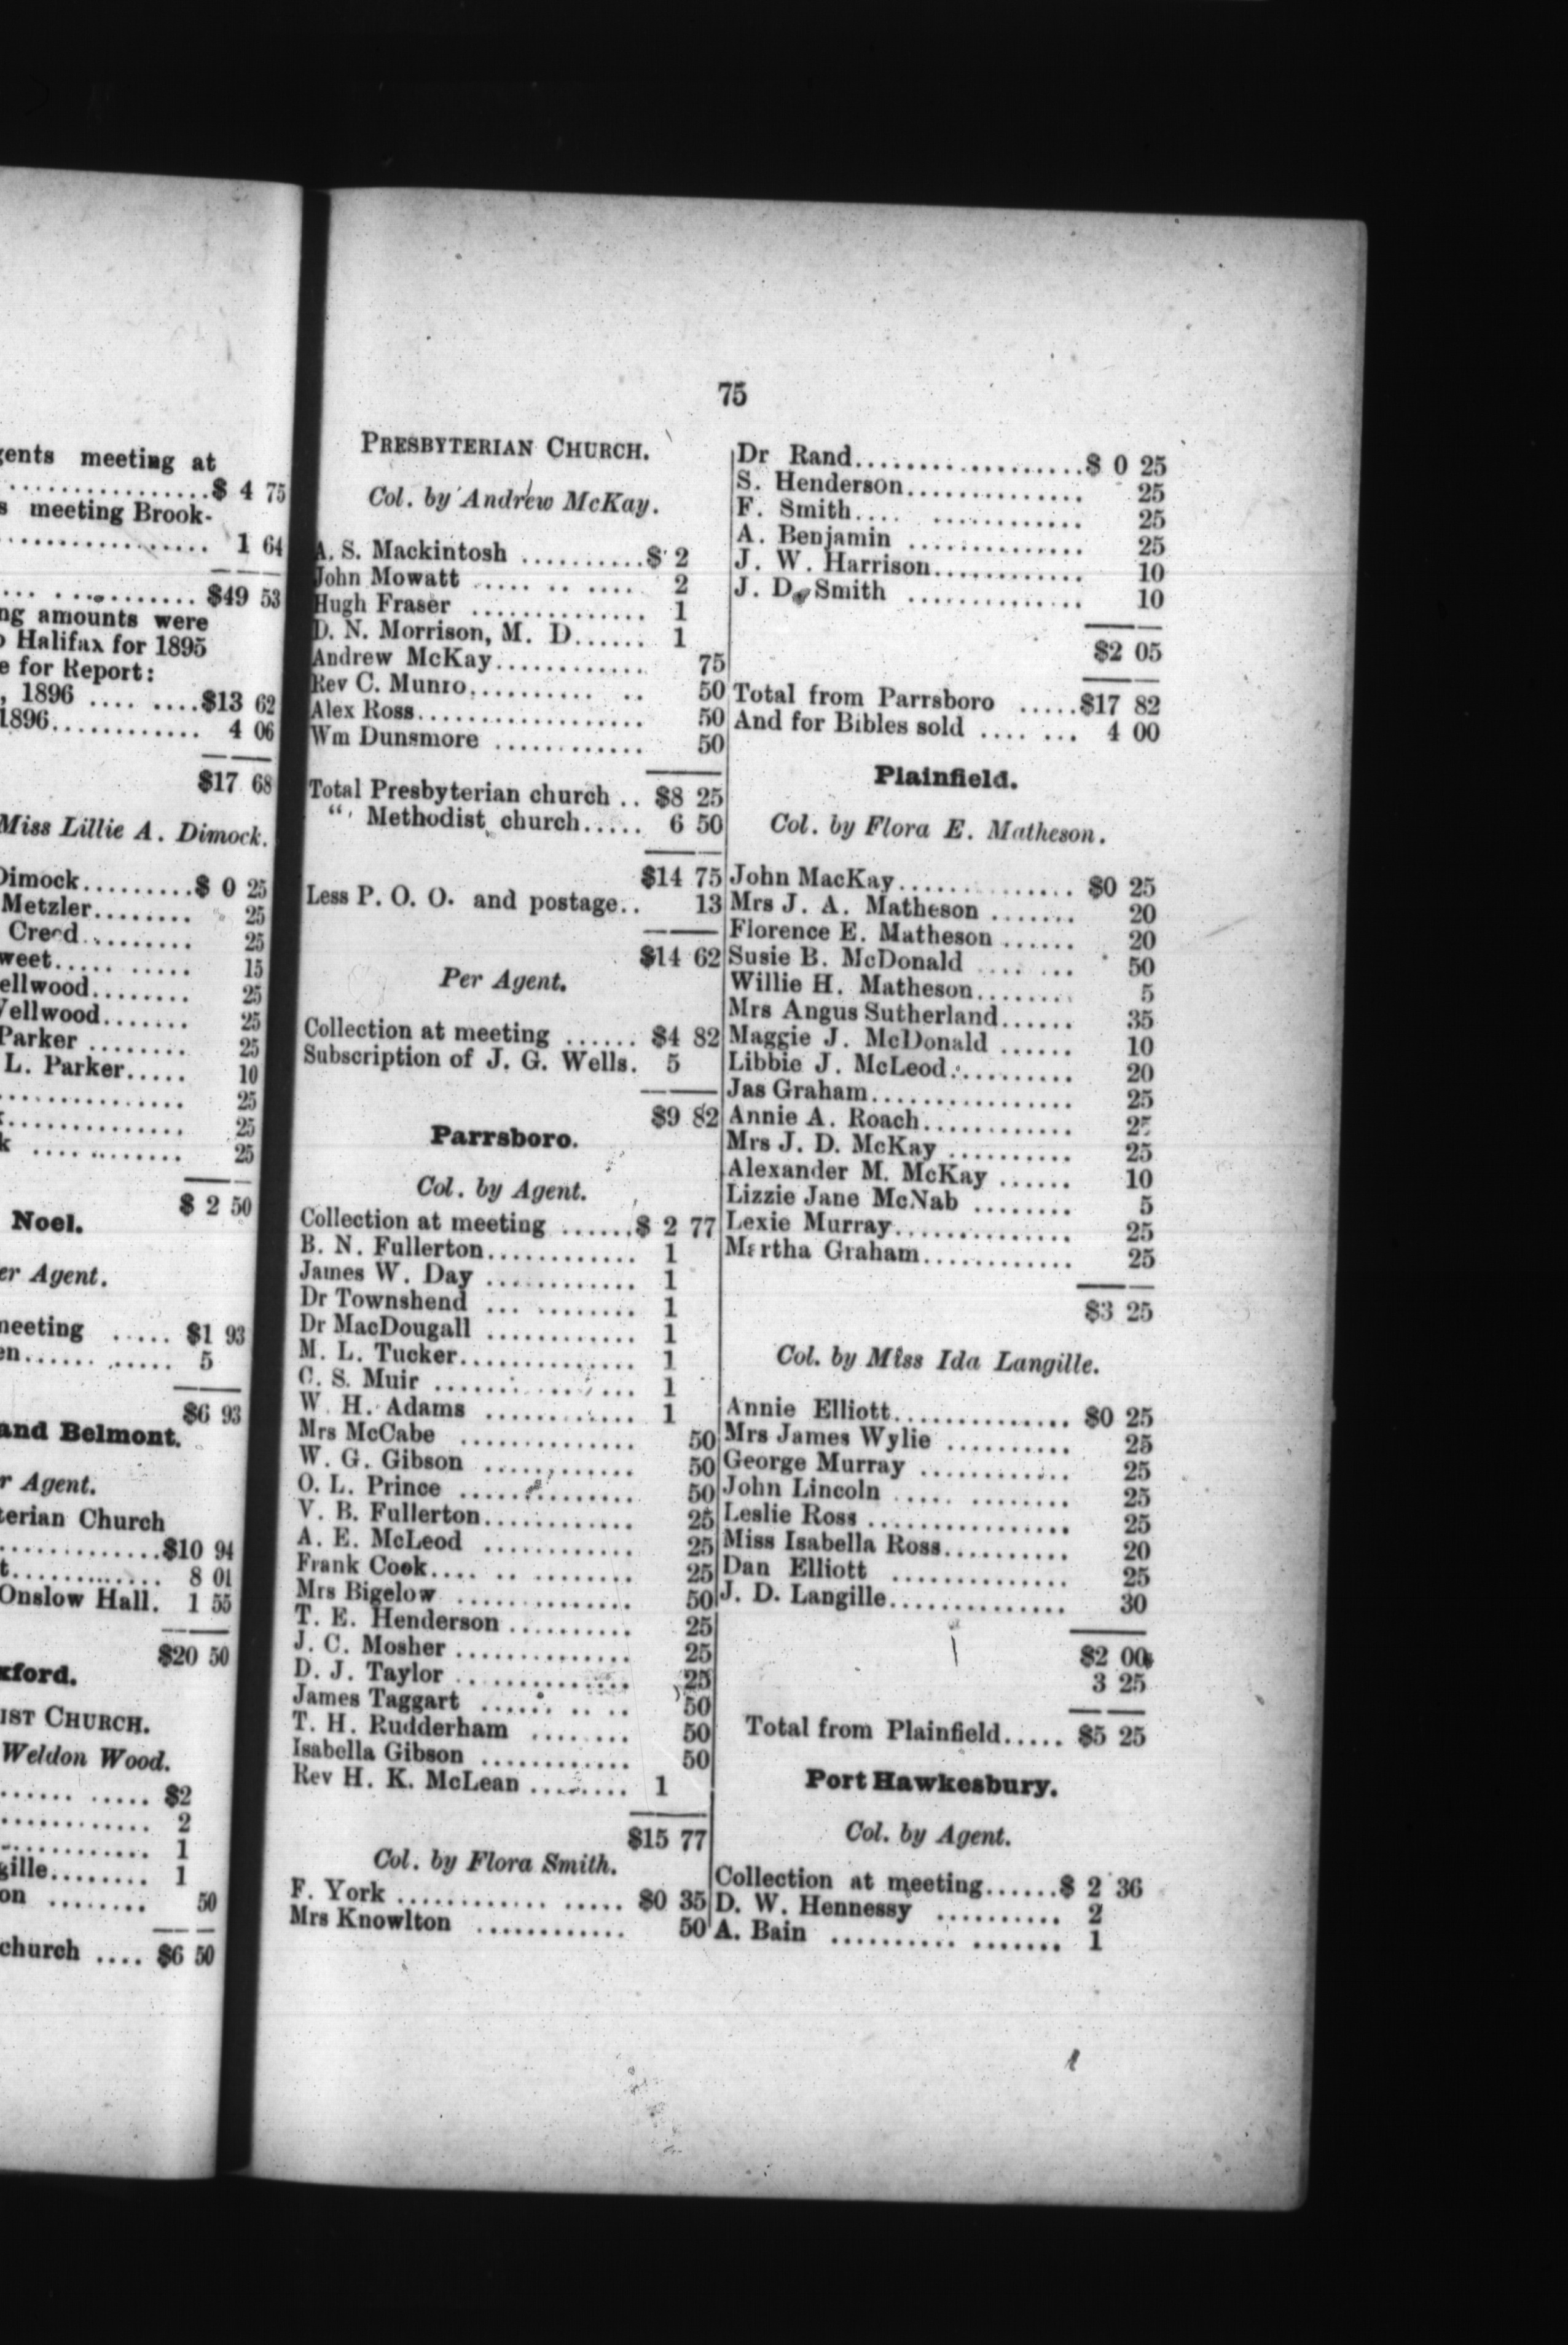 gents meeting at
................$ 4 75
s meeting Brook-
................ 1 64
$49 53
ng amounts were
o Halifax for 1895
e for Report:
, 1896 .... ....$13 62
1896............ 4 06
$17 68
Miss Lillie A. Dimock.
Dimock.........$ 0 25
Metzler........ 25
Creed.......... 25
weet..... ..... 15
ellwood........ 25
Vellwood....... 25
Parker ........ 25
L. Parker..... 10
............... 25
............... 25
k .... ........ 25
$ 2 50
Noel.
er Agent.
meeting ..... $1 93
en...... ..... 5
$6 93
and Belmont.
r Agent.
terian Church
.............$10 94
t............. 8 01
Onslow Hall. 1 55
$20 50
xford.
IST CHURCH.
Weldon Wood.
...... ..... $2
............ 2
............ 1
gille........ 1
on ........ 50
church .... $6 50
75
PRESBYTERIAN CHURCH.
Col. by Andrew McKay.
A. S. Mackintosh ..........$ 2
John Mowatt ..... .. .... 2
Hugh Fraser ............... 1
D. N. Morrison, M. D...... 1
Andrew McKay............ 75
Rev C. Munro.......... .. 50
Alex Ross.................. 50
Wm Dunsmore ............ 50
Total Presbyterian church .. $8 25
“ Methodist church..... 6 50
$14 75
Less P. O. O. and postage.. 13
$14 62
Per Agent.
Collection at meeting ...... $4 82
Subscription of J. G. Wells. 5
$9 82
Parrsboro.
Col. by Agent.
Collection at meeting ......$ 2 77
B. N. Fullerton............ 1
James W. Day ............ 1
Dr Townshend ... ........ 1
Dr MacDougall ............ 1
M. L. Tucker.............. 1
C. S. Muir ................ 1
W. H. Adams ............ 1
Mrs McCabe .............. 50
W. G. Gibson ............ 50
O. L. Prince .............. 50
V. B. Fullerton............ 25
A. E. McLeod ............ 25
Frank Cook.... .. ........ 25
Mrs Bigelow .............. 50
T. E. Henderson .......... 25
J. C. Mosher .............. 25
D. J. Taylor .............. 25
James Taggart ...... .. .. 50
T. H. Rudderham ........ 50
Isabella Gibson ............ 50
Rev H. K. McLean ........ 1
$15 77
Col. by Flora Smith.
F. York ............ ..... $0 35
Mrs Knowlton ............ 50
Dr Rand..................$ 0 25
S. Henderson.............. 25
F. Smith.... ............ 25
A. Benjamin .............. 25
J. W. Harrison............ 10
J. D. Smith .............. 10
$2 05
Total from Parrsboro .....$17 82
And for Bibles sold .... ... 4 00
Plainfield.
Col. by Flora E. Matheson.
John MacKay.............. $0 25
Mrs J. A. Matheson ....... 20
Florence E. Matheson ...... 20
Susie B. McDonald .... ... 50
Willie H. Matheson........ 5
Mrs Angus Sutherland...... 35
Maggie J. McDonald ...... 10
Libbie J. McLeod.......... 20
Jas Graham................ 25
Annie A. Roach............ 25
Mrs J. D. McKay .......... 25
Alexander M. McKay ...... 10
Lizzie Jane McNab ........ 5
Lexie Murray.............. 25
Martha Graham............ 25
$3 25
Col. by Miss Ida Langille.
Annie Elliott.............. $0 25
Mrs James Wylie .......... 25
George Murray ............ 25
John Lincoln ..... ........ 25
Leslie Ross ................ 25
Miss Isabella Ross.......... 20
Dan Elliott .............. 25
J. D. Langille.............. 30
$2 00
3 25
Total from Plainfield..... $5 25
Port Hawkesbury.
Col. by Agent.
Collection at meeting......$ 2 36
D. W. Hennessy .......... 2
A. Bain .......... ....... 1